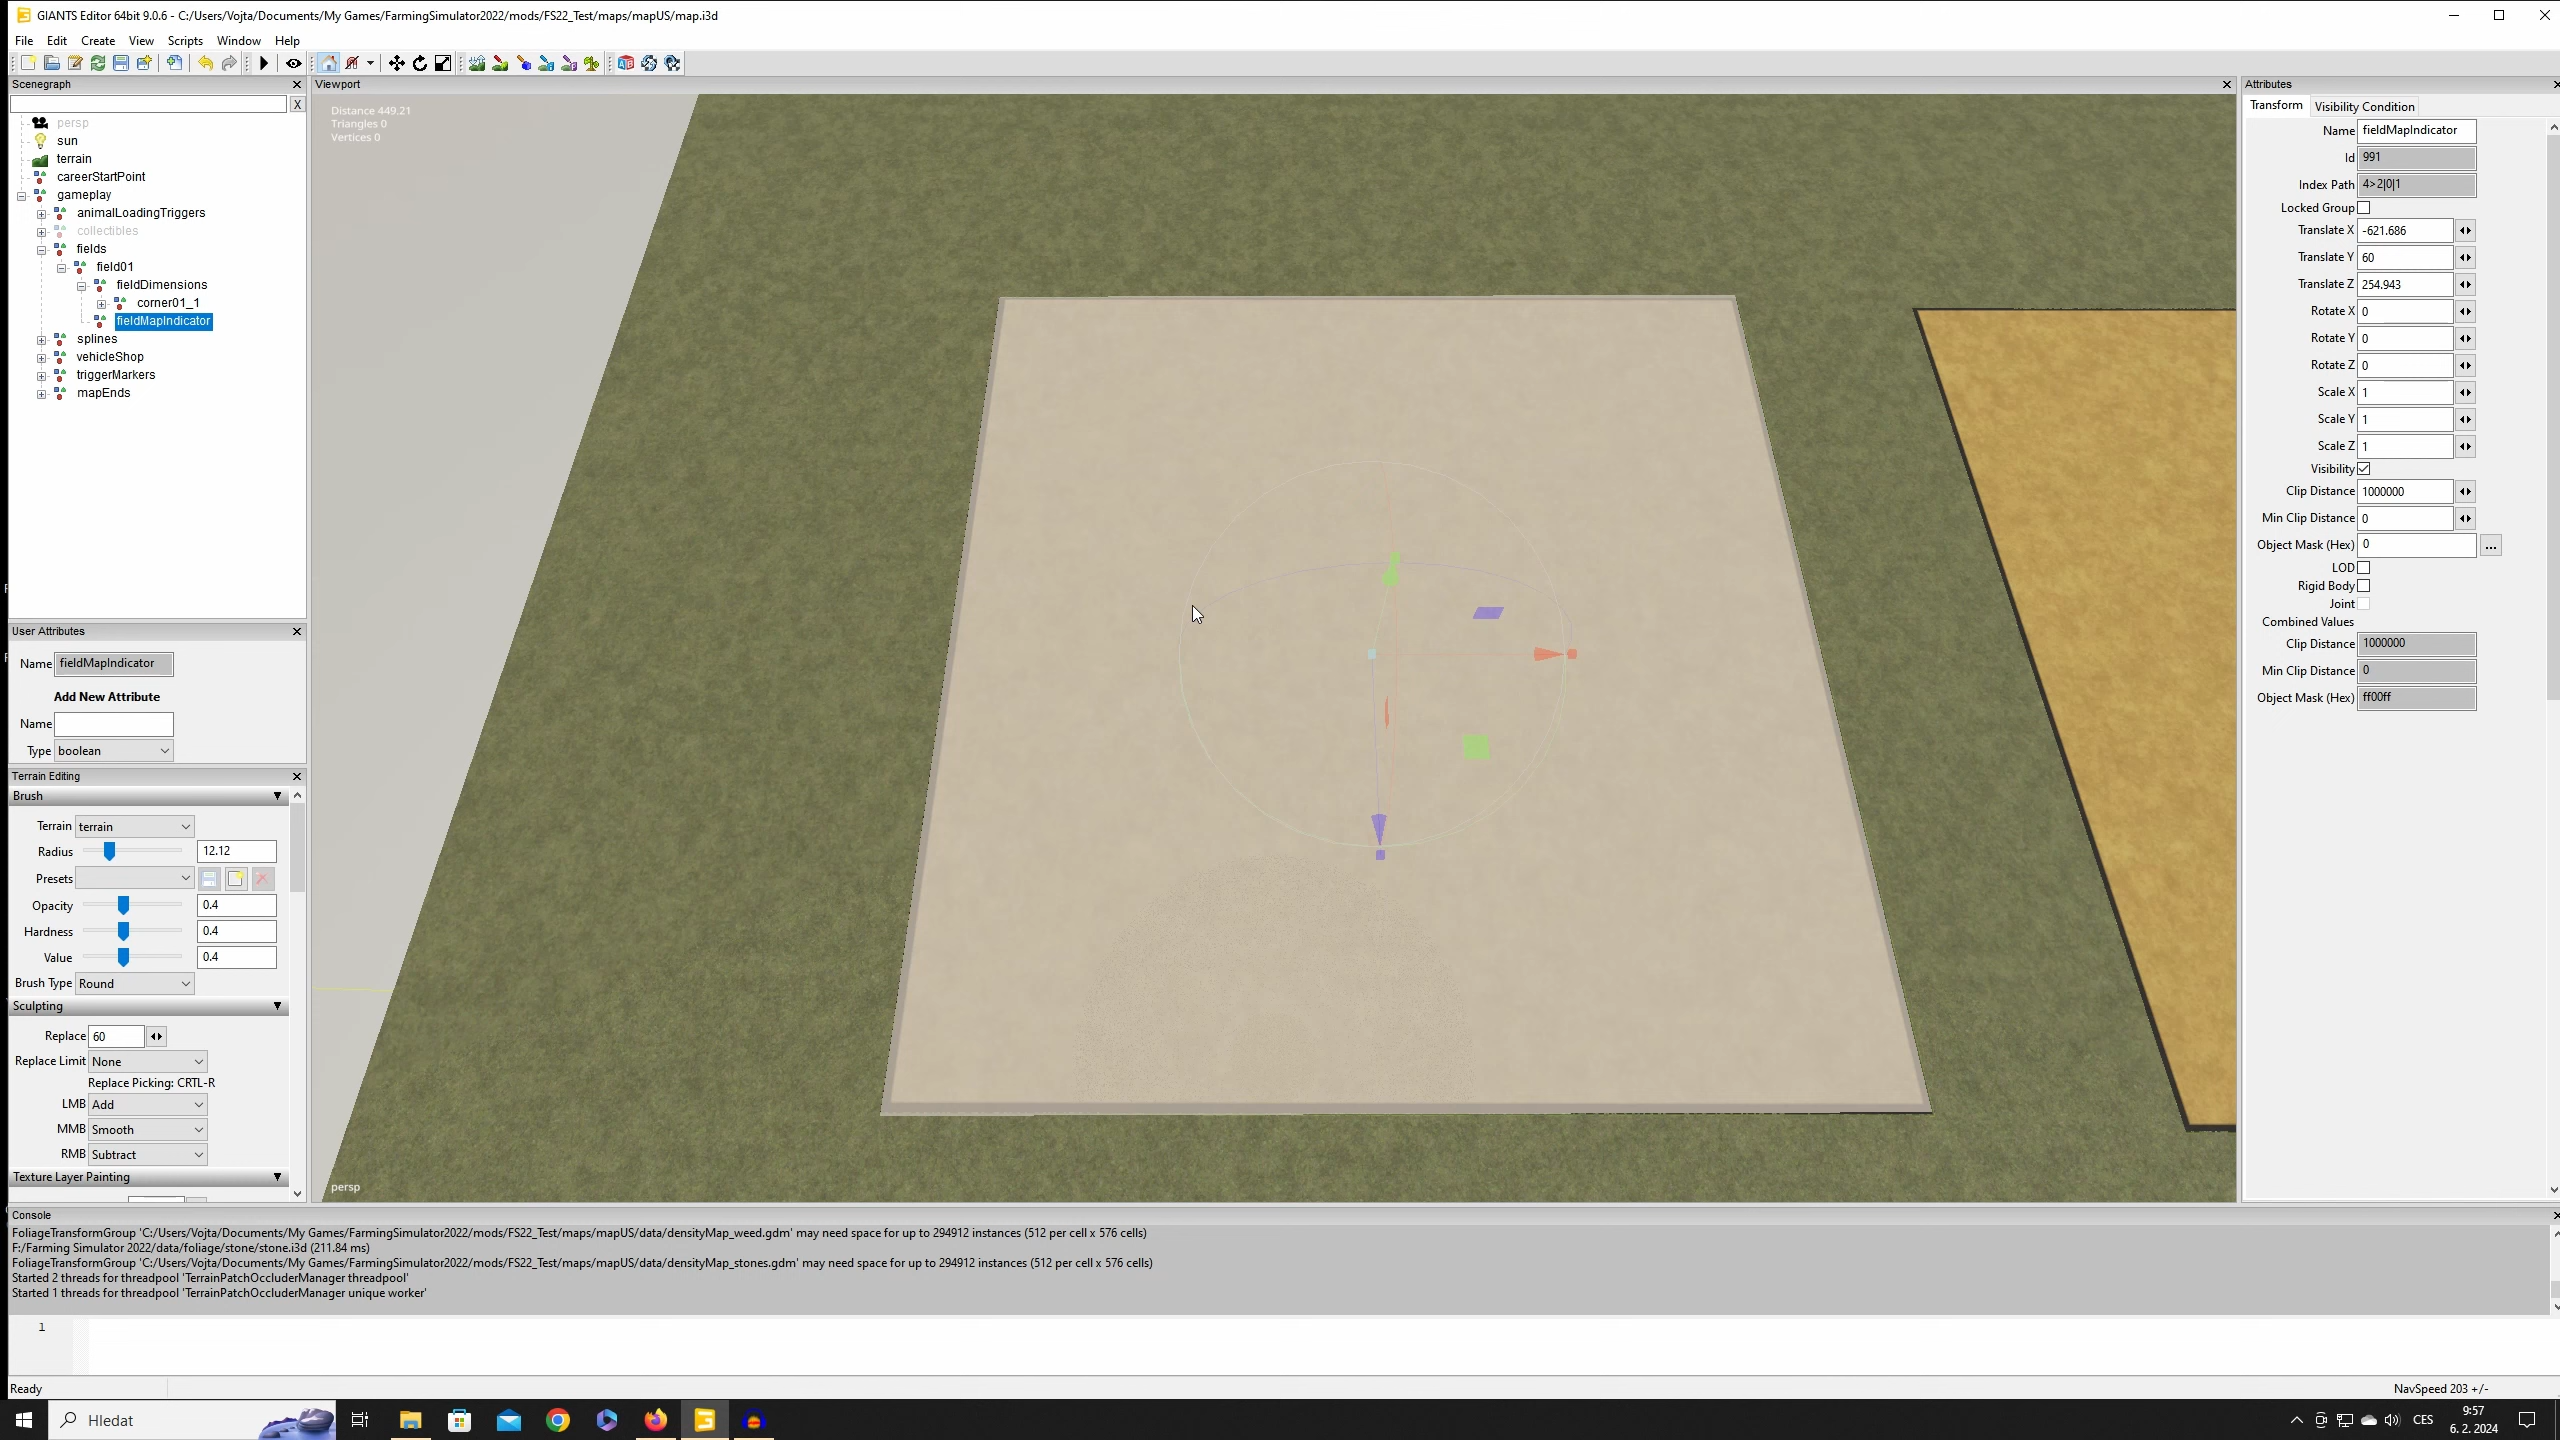 GIANTS Editor 64bit 9.0.6 - C:/Users/Vojta/Documents/My Games/FarmingSimulator2022/mods/FS22_Test/maps/mapUS/map.i3d
File Edit Create View Scripts Window Help
Scenegraph
X
persp
sun
terrain
careerStartPoint
gameplay
animalLoadingTriggers
collectibles
fields
field01
fieldDimensions
corner01_1
fieldMapIndicator
splines
vehicleShop
triggerMarkers
mapEnds
User Attributes
Name fieldMapIndicator
Add New Attribute
Name
Type boolean
Terrain Editing
Brush
Terrain terrain
Radius 12.12
Presets
Opacity 0.4
Hardness 0.4
Value 0.4
Brush Type Round
Sculpting
Replace 60
Replace Limit None
Replace Picking: CRTL-R
LMB Add
MMB Smooth
RMB Subtract
Texture Layer Painting
Viewport
Distance 449.21
Triangles 0
Vertices 0
persp
Attributes
Transform Visibility Condition
Name fieldMapIndicator
Id 991
Index Path 4>2|0|1
Locked Group
Translate X -621.686
Translate Y 60
Translate Z 254.943
Rotate X 0
Rotate Y 0
Rotate Z 0
Scale X 1
Scale Y 1
Scale Z 1
Visibility
Clip Distance 1000000
Min Clip Distance 0
Object Mask (Hex) 0 ...
LOD
Rigid Body
Joint
Combined Values
Clip Distance 1000000
Min Clip Distance 0
Object Mask (Hex) ff00ff
Console
FoliageTransformGroup 'C:/Users/Vojta/Documents/My Games/FarmingSimulator2022/mods/FS22_Test/maps/mapUS/data/densityMap_weed.gdm' may need space for up to 294912 instances (512 per cell x 576 cells)
F:/Farming Simulator 2022/data/foliage/stone/stone.i3d (211.84 ms)
FoliageTransformGroup 'C:/Users/Vojta/Documents/My Games/FarmingSimulator2022/mods/FS22_Test/maps/mapUS/data/densityMap_stones.gdm' may need space for up to 294912 instances (512 per cell x 576 cells)
Started 2 threads for threadpool 'TerrainPatchOccluderManager threadpool'
Started 1 threads for threadpool 'TerrainPatchOccluderManager unique worker'
1
Ready
NavSpeed 203 +/-
Hledat
CES
9:57
6. 2. 2024